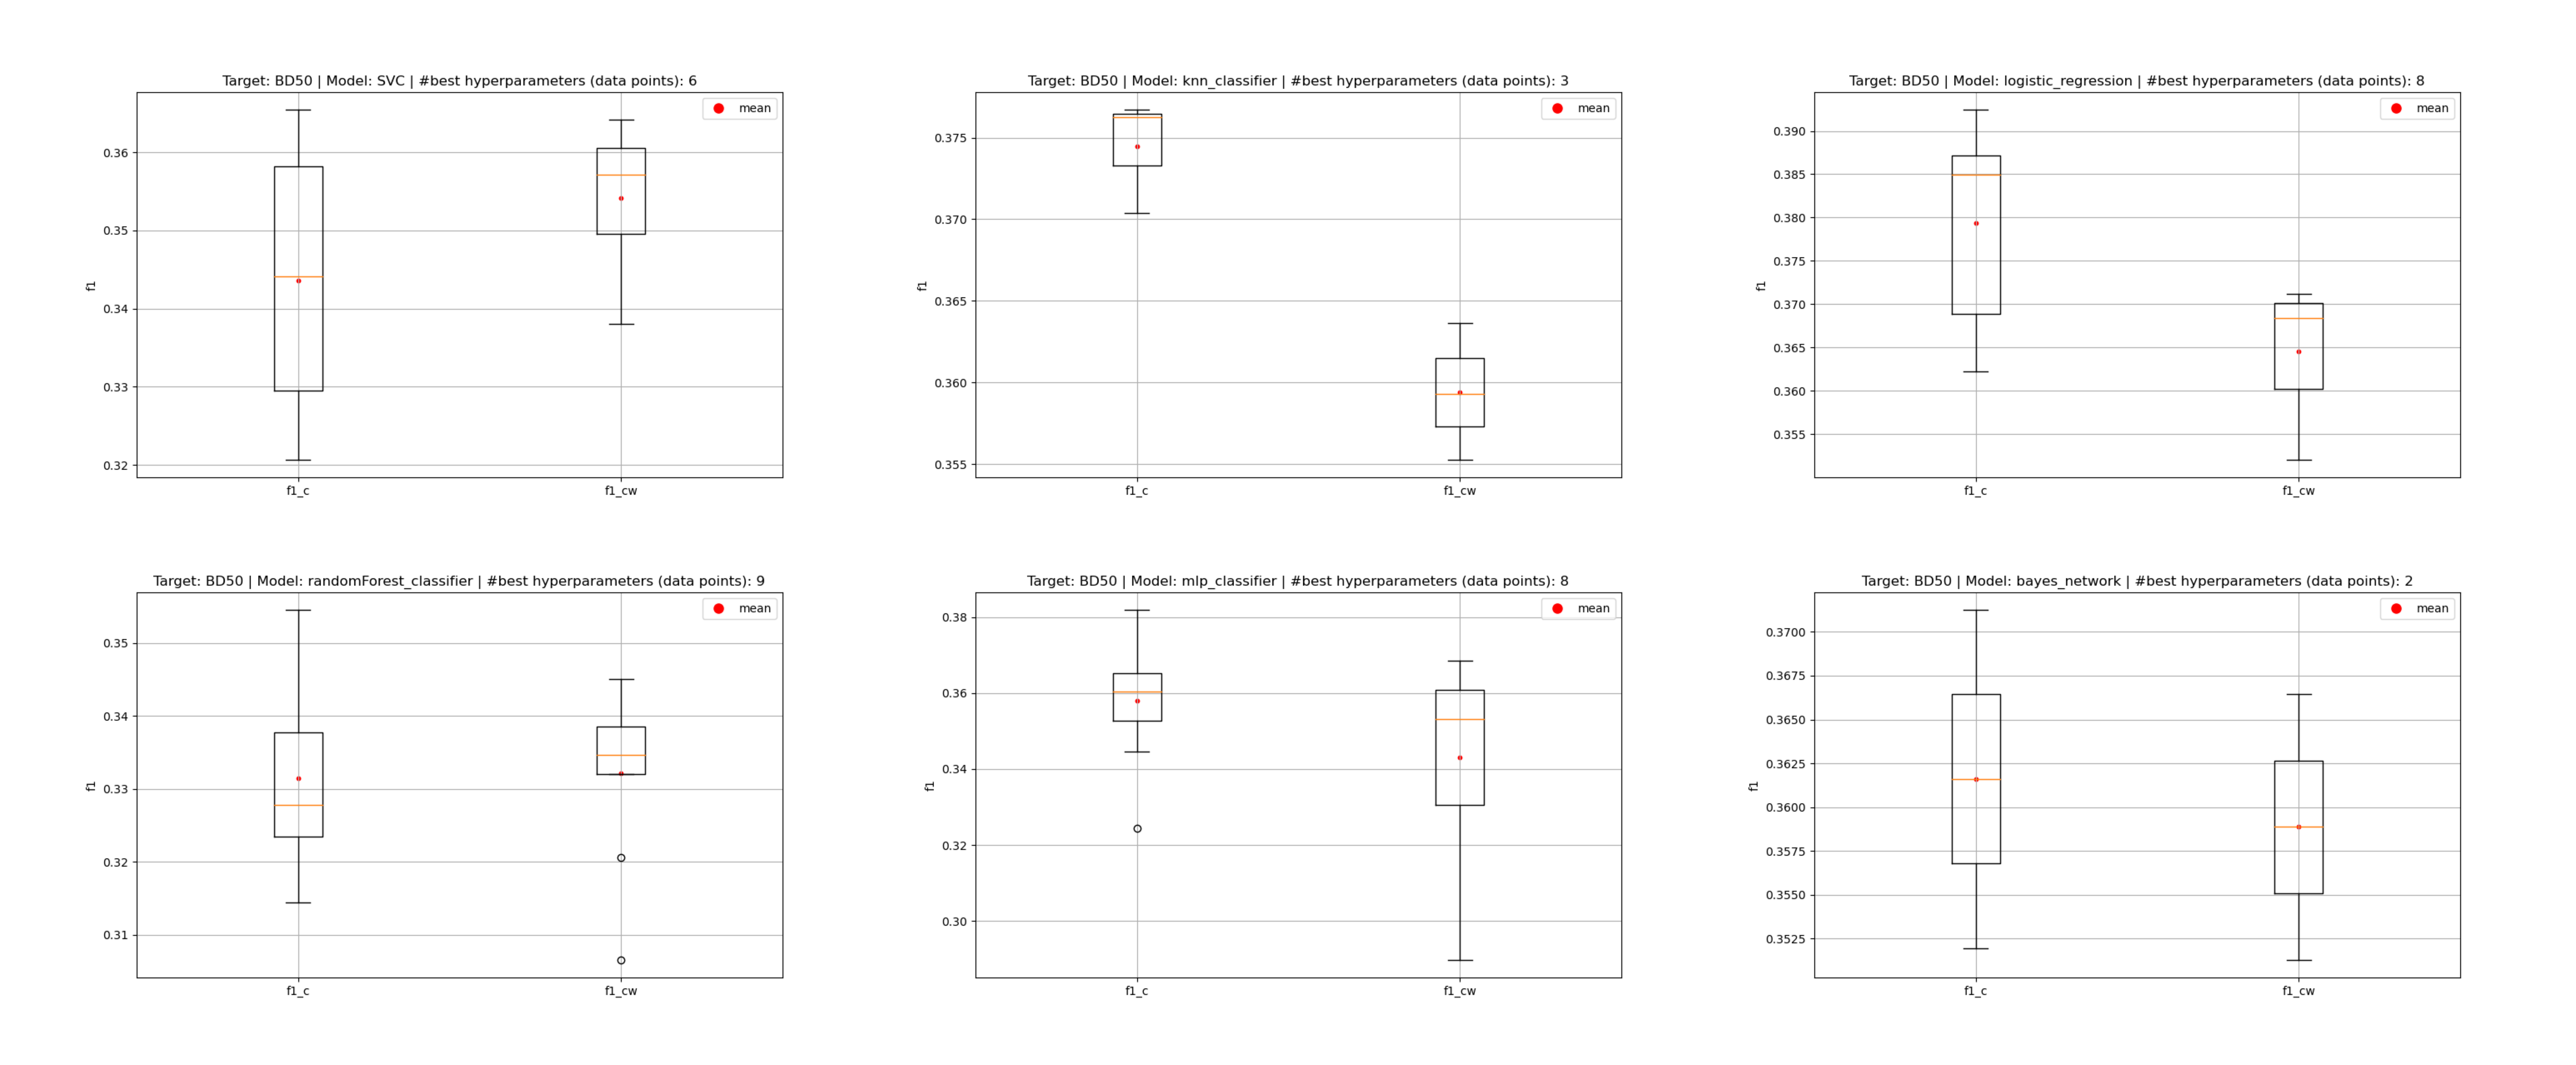 Target: BD50 | Model: SVC | #best hyperparameters (data points): 6
mean
0.36
0.35
0.34
0.33
0.32
f1
f1_c
f1_cw
Target: BD50 | Model: knn_classifier | #best hyperparameters (data points): 3
mean
0.375
0.370
0.365
0.360
0.355
f1
f1_c
f1_cw
Target: BD50 | Model: logistic_regression | #best hyperparameters (data points): 8
mean
0.390
0.385
0.380
0.375
0.370
0.365
0.360
0.355
f1
f1_c
f1_cw
Target: BD50 | Model: randomForest_classifier | #best hyperparameters (data points): 9
mean
0.35
0.34
0.33
0.32
0.31
f1
f1_c
f1_cw
Target: BD50 | Model: mlp_classifier | #best hyperparameters (data points): 8
mean
0.38
0.36
0.34
0.32
0.30
f1
f1_c
f1_cw
Target: BD50 | Model: bayes_network | #best hyperparameters (data points): 2
mean
0.3700
0.3675
0.3650
0.3625
0.3600
0.3575
0.3550
0.3525
f1
f1_c
f1_cw